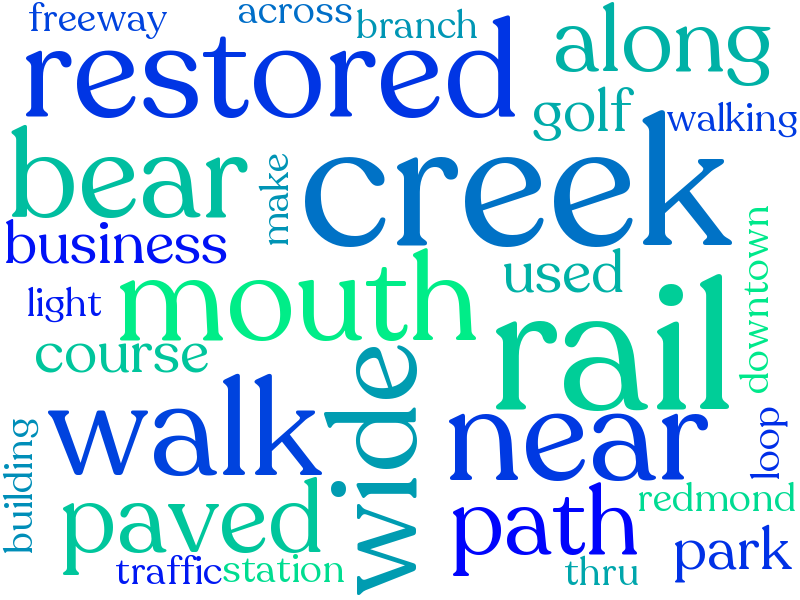 freeway
across
branch
restored
along
golf
walking
bear
make
creek
business
used
downtown
light
mouth
rail
course
wide
walk
near
loop
building
paved
path
redmond
park
traffic
station
thru